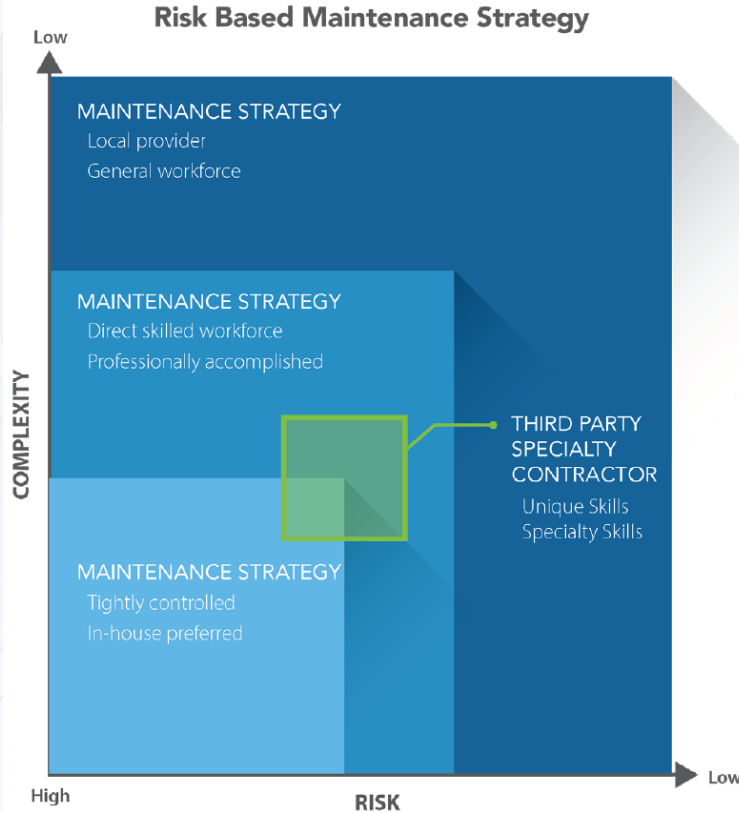 Risk Based Maintenance Strategy
Low
MAINTENANCE STRATEGY
Local provider
General workforce
MAINTENANCE STRATEGY
Direct skilled workforce
Professionally accomplished
COMPLEXITY
THIRD PARTY
SPECIALTY
CONTRACTOR
Unique Skills
Specialty Skills
MAINTENANCE STRATEGY
Tightly controlled
In-house preferred
High
RISK
Low